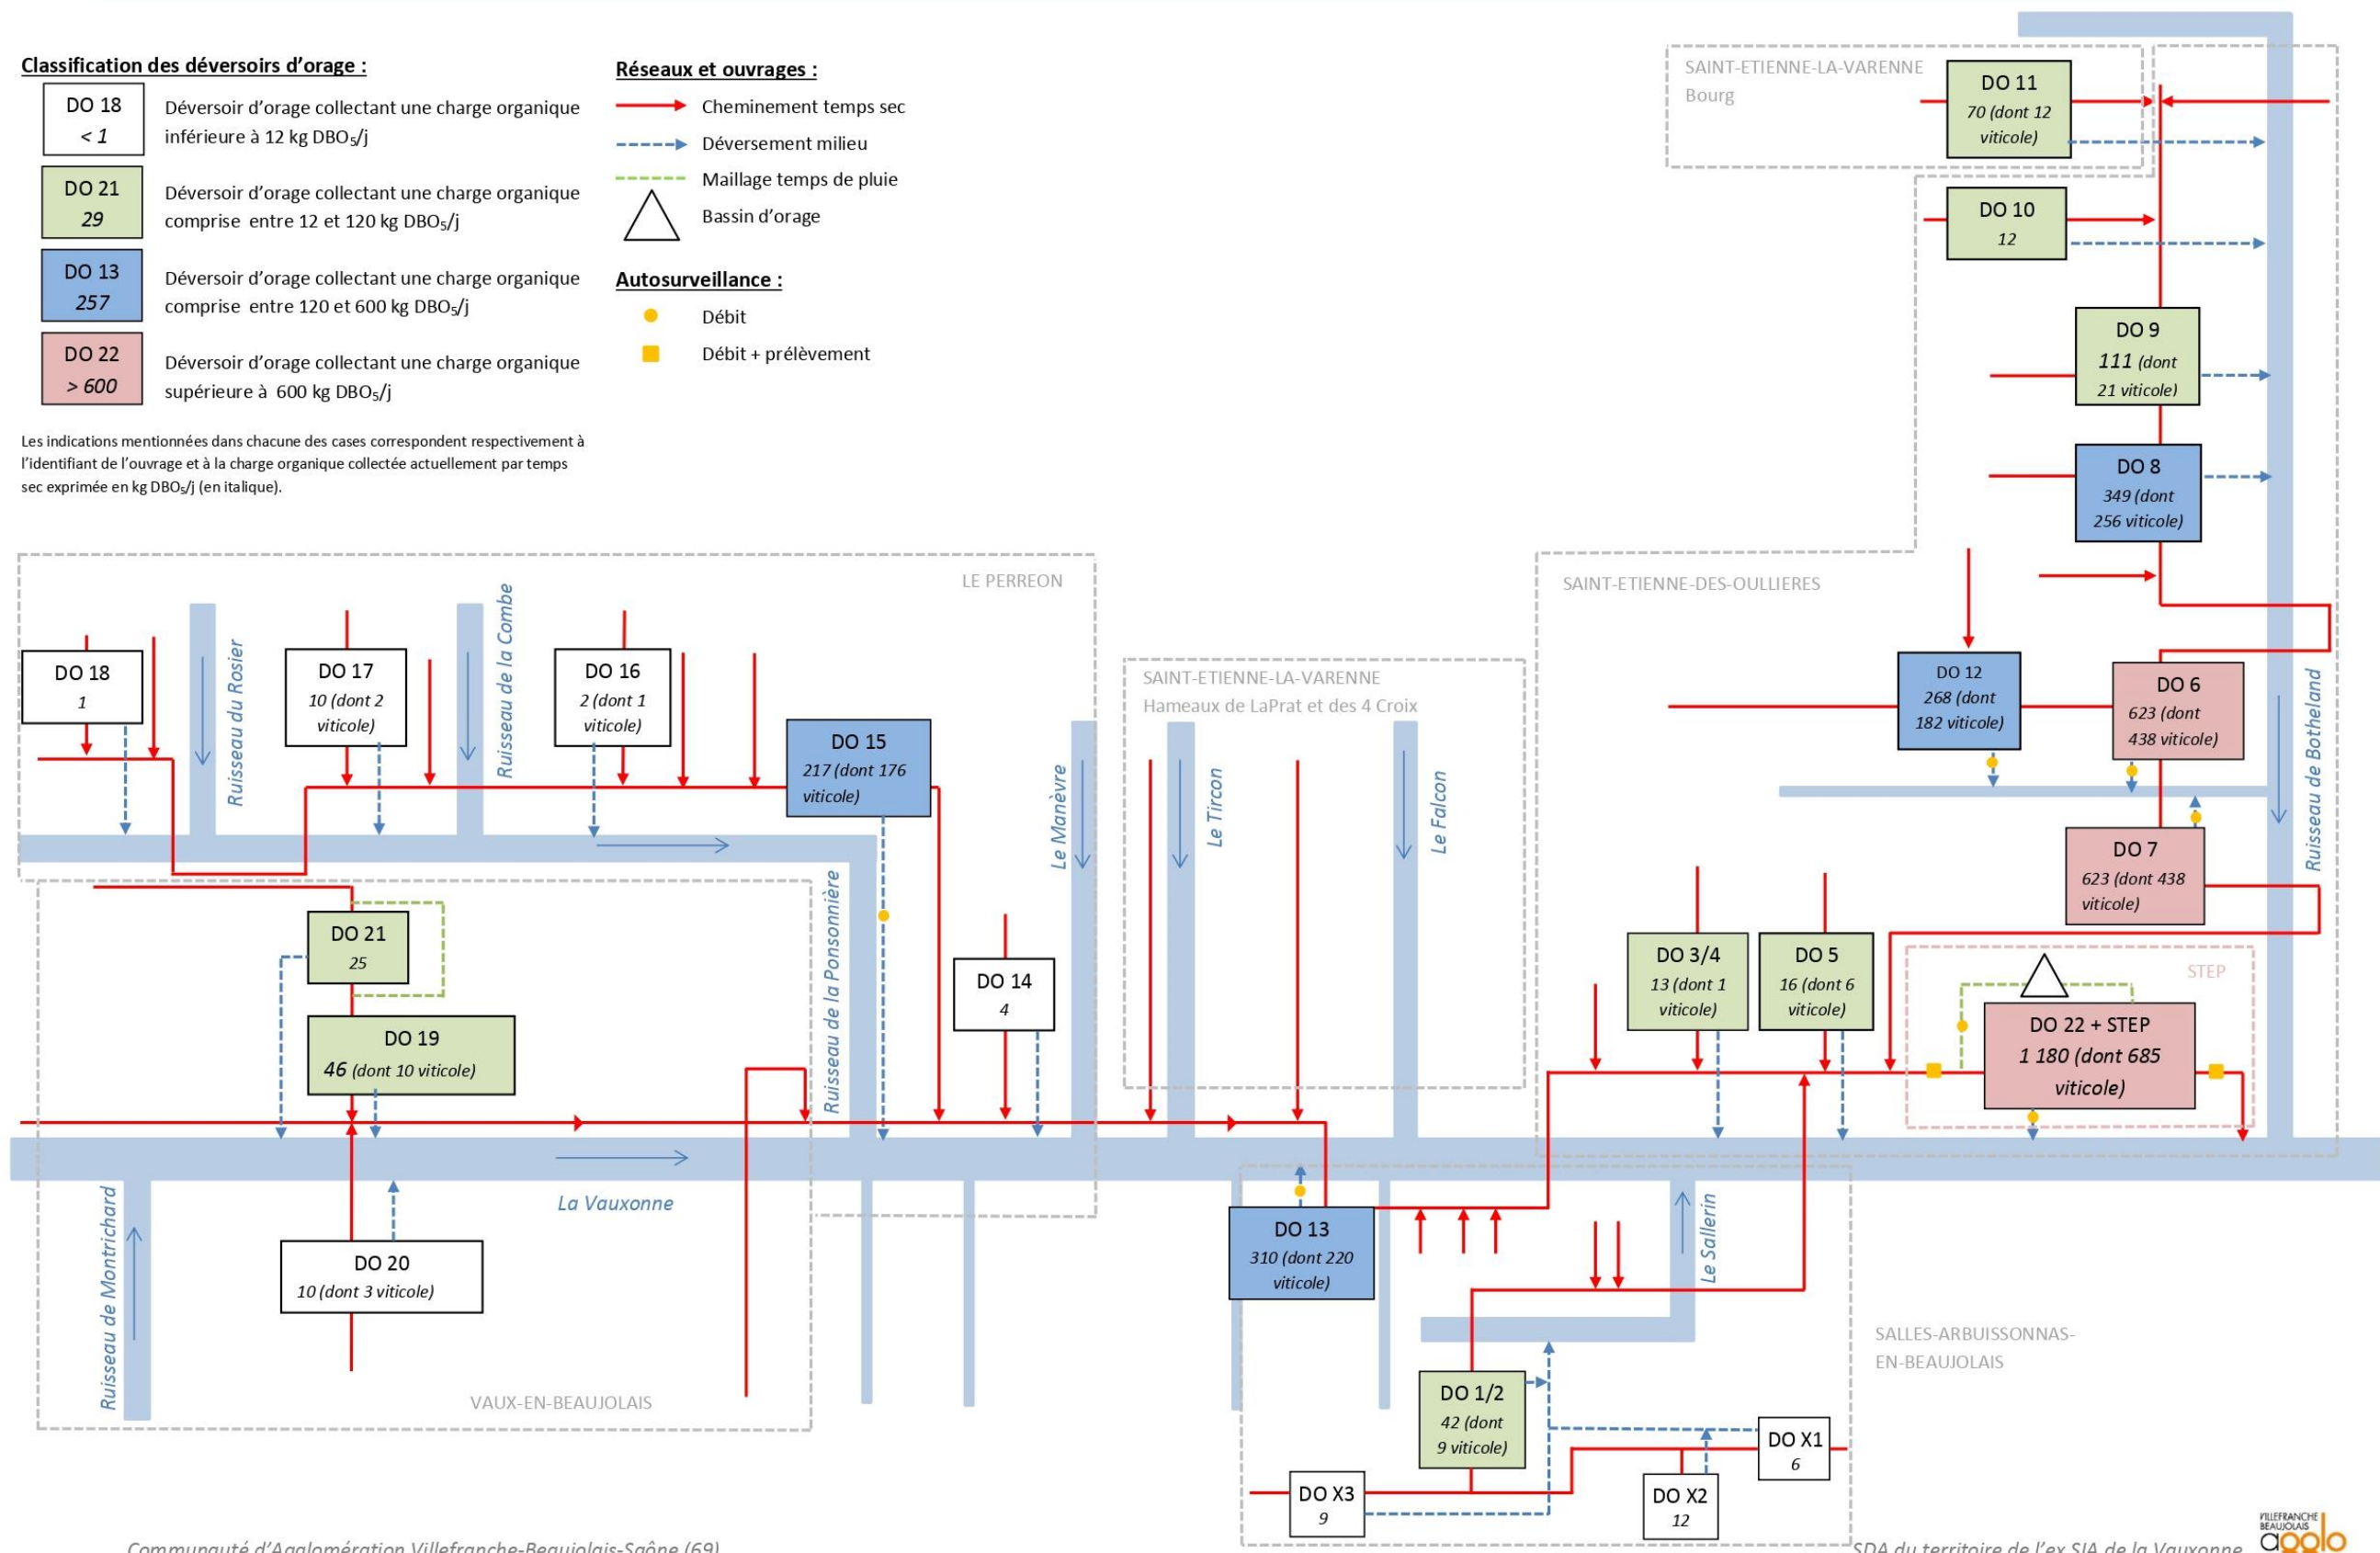 Classification des déversoirs d'orage :
DO 18
< 1
Déversoir d'orage collectant une charge organique
inférieure à 12 kg DBO₅/j
DO 21
29
Déversoir d'orage collectant une charge organique
comprise entre 12 et 120 kg DBO₅/j
DO 13
257
Déversoir d'orage collectant une charge organique
comprise entre 120 et 600 kg DBO₅/j
DO 22
> 600
Déversoir d'orage collectant une charge organique
supérieure à 600 kg DBO₅/j
Les indications mentionnées dans chacune des cases correspondent respectivement à
l'identifiant de l'ouvrage et à la charge organique collectée actuellement par temps
sec exprimée en kg DBO₅/j (en italique).
Réseaux et ouvrages :
Cheminement temps sec
Déversement milieu
Maillage temps de pluie
Bassin d'orage
Autosurveillance :
Débit
Débit + prélèvement
SAINT-ETIENNE-LA-VARENNE
Bourg
DO 11
70 (dont 12
viticole)
DO 10
12
DO 9
111 (dont
21 viticole)
DO 8
349 (dont
256 viticole)
SAINT-ETIENNE-DES-OULLIERES
DO 12
268 (dont
182 viticole)
DO 6
623 (dont
438 viticole)
Ruisseau de Botheland
DO 7
623 (dont 438
viticole)
DO 3/4
13 (dont 1
viticole)
DO 5
16 (dont 6
viticole)
STEP
DO 22 + STEP
1 180 (dont 685
viticole)
LE PERREON
DO 18
1
Ruisseau du Rosier
DO 17
10 (dont 2
viticole)
Ruisseau de la Combe
DO 16
2 (dont 1
viticole)
DO 15
217 (dont 176
viticole)
Le Manèvre
SAINT-ETIENNE-LA-VARENNE
Hameaux de LaPrat et des 4 Croix
Le Tircon
Le Falcon
DO 21
25
DO 19
46 (dont 10 viticole)
Ruisseau de la Ponsonnière
DO 14
4
La Vauxonne
Ruisseau de Montrichard
DO 20
10 (dont 3 viticole)
VAUX-EN-BEAUJOLAIS
DO 13
310 (dont 220
viticole)
Le Sallerin
SALLES-ARBUISSONNAS-
EN-BEAUJOLAIS
DO 1/2
42 (dont
9 viticole)
DO X1
6
DO X3
9
DO X2
12
Communauté d'Agglomération Villefranche-Beaujolais-Saône (69)
SDA du territoire de l'ex SIA de la Vauxonne
VILLEFRANCHE
BEAUJOLAIS
agglo